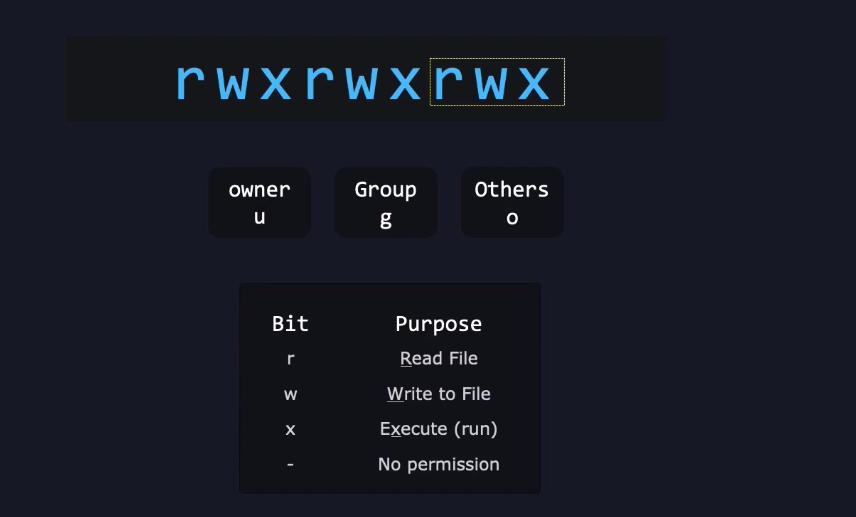 rwxrwxrwx
owner Group Others
u g o
Bit Purpose
r Read File
w Write to File
x Execute (run)
- No permission